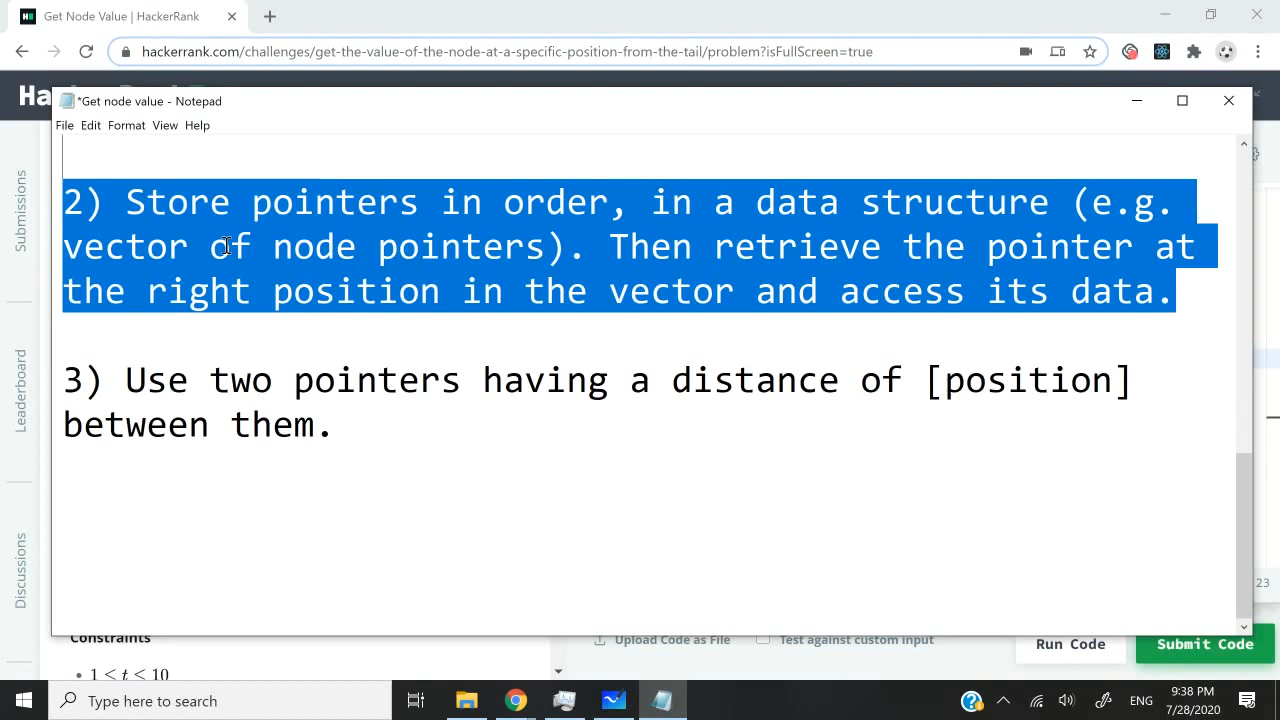 Get Node Value | HackerRank
hackerrank.com/challenges/get-the-value-of-the-node-at-a-specific-position-from-the-tail/problem?isFullScreen=true
*Get node value - Notepad
File Edit Format View Help
2) Store pointers in order, in a data structure (e.g.
vector of node pointers). Then retrieve the pointer at
the right position in the vector and access its data.
3) Use two pointers having a distance of [position]
between them.
Submissions
Leaderboard
Discussions
23
Constraints
Upload Code as File
Test against custom input
Run Code
Submit Code
• 1 ≤ t ≤ 10
Type here to search
ENG
9:38 PM
7/28/2020